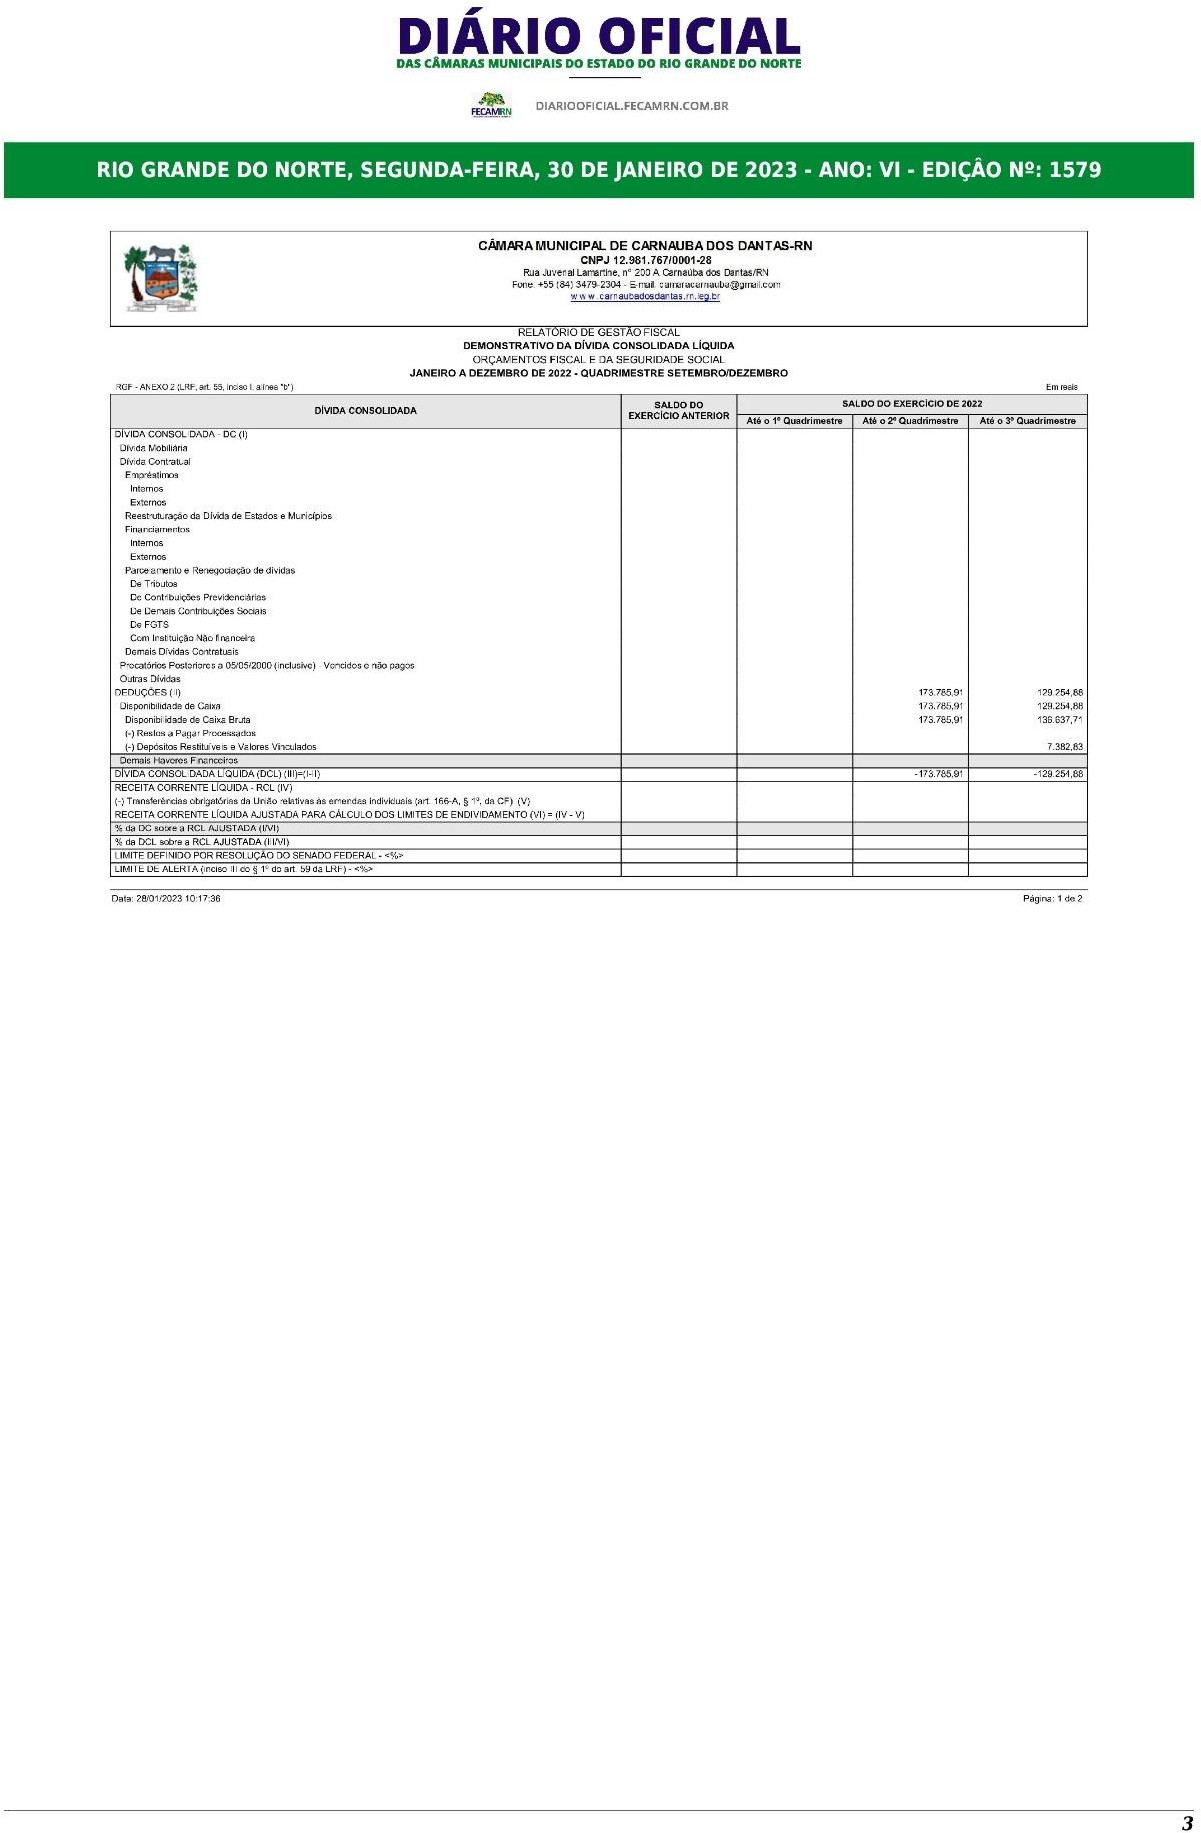 DIÁRIO OFICIAL
DAS CÂMARAS MUNICIPAIS DO ESTADO DO RIO GRANDE DO NORTE
FECAMRN DIARIOOFICIAL.FECAMRN.COM.BR
RIO GRANDE DO NORTE, SEGUNDA-FEIRA, 30 DE JANEIRO DE 2023 - ANO: VI - EDIÇÃO Nº: 1579
CÂMARA MUNICIPAL DE CARNAUBA DOS DANTAS-RN
CNPJ 12.981.767/0001-28
Rua Juvenal Lamartine, nº 200 A Carnaúba dos Dantas/RN
Fone: +55 (84) 3479-2304 - E-mail: camaracarnauba@gmail.com
www.carnaubadosdantas.rn.leg.br
RELATÓRIO DE GESTÃO FISCAL
DEMONSTRATIVO DA DÍVIDA CONSOLIDADA LÍQUIDA
ORÇAMENTOS FISCAL E DA SEGURIDADE SOCIAL
JANEIRO A DEZEMBRO DE 2022 - QUADRIMESTRE SETEMBRO/DEZEMBRO
RGF - ANEXO 2 (LRF, art. 55, inciso I, alínea "b") Em reais
DÍVIDA CONSOLIDADA SALDO DO EXERCÍCIO ANTERIOR SALDO DO EXERCÍCIO DE 2022
Até o 1º Quadrimestre Até o 2º Quadrimestre Até o 3º Quadrimestre
DÍVIDA CONSOLIDADA - DC (I)
Dívida Mobiliária
Dívida Contratual
Empréstimos
Internos
Externos
Reestruturação da Dívida de Estados e Municípios
Financiamentos
Internos
Externos
Parcelamento e Renegociação de dívidas
De Tributos
De Contribuições Previdenciárias
De Demais Contribuições Sociais
De FGTS
Com Instituição Não financeira
Demais Dívidas Contratuais
Precatórios Posteriores a 05/05/2000 (inclusive) - Vencidos e não pagos
Outras Dívidas
DEDUÇÕES (II) 173.785,91 129.254,88
Disponibilidade de Caixa 173.785,91 129.254,88
Disponibilidade de Caixa Bruta 173.785,91 136.637,71
(-) Restos a Pagar Processados
(-) Depósitos Restituíveis e Valores Vinculados 7.382,83
Demais Haveres Financeiros
DÍVIDA CONSOLIDADA LÍQUIDA (DCL) (III)=(I-II) -173.785,91 -129.254,88
RECEITA CORRENTE LÍQUIDA - RCL (IV)
(-) Transferências obrigatórias da União relativas às emendas individuais (art. 166-A, § 1º, da CF) (V)
RECEITA CORRENTE LÍQUIDA AJUSTADA PARA CÁLCULO DOS LIMITES DE ENDIVIDAMENTO (VI) = (IV - V)
% da DC sobre a RCL AJUSTADA (I/VI)
% da DCL sobre a RCL AJUSTADA (III/VI)
LIMITE DEFINIDO POR RESOLUÇÃO DO SENADO FEDERAL - <%>
LIMITE DE ALERTA (inciso III do § 1º do art. 59 da LRF) - <%>
Data: 28/01/2023 10:17:36 Página: 1 de 2
3